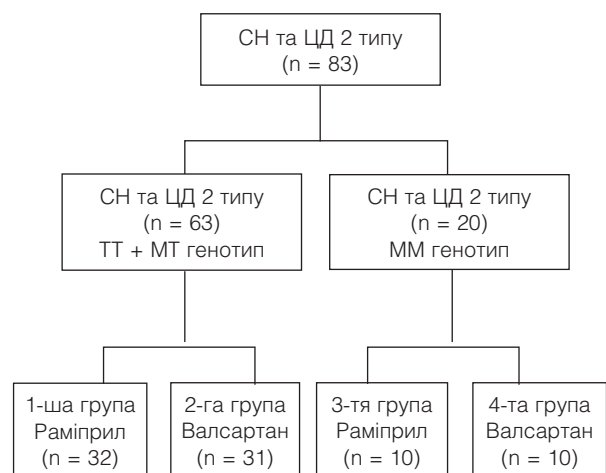 СН та ЦД 2 типу
(n = 83)
СН та ЦД 2 типу
(n = 63)
ТТ + МТ генотип
СН та ЦД 2 типу
(n = 20)
ММ генотип
1-ша група
Раміприл
(n = 32)
2-га група
Валсартан
(n = 31)
3-тя група
Раміприл
(n = 10)
4-та група
Валсартан
(n = 10)